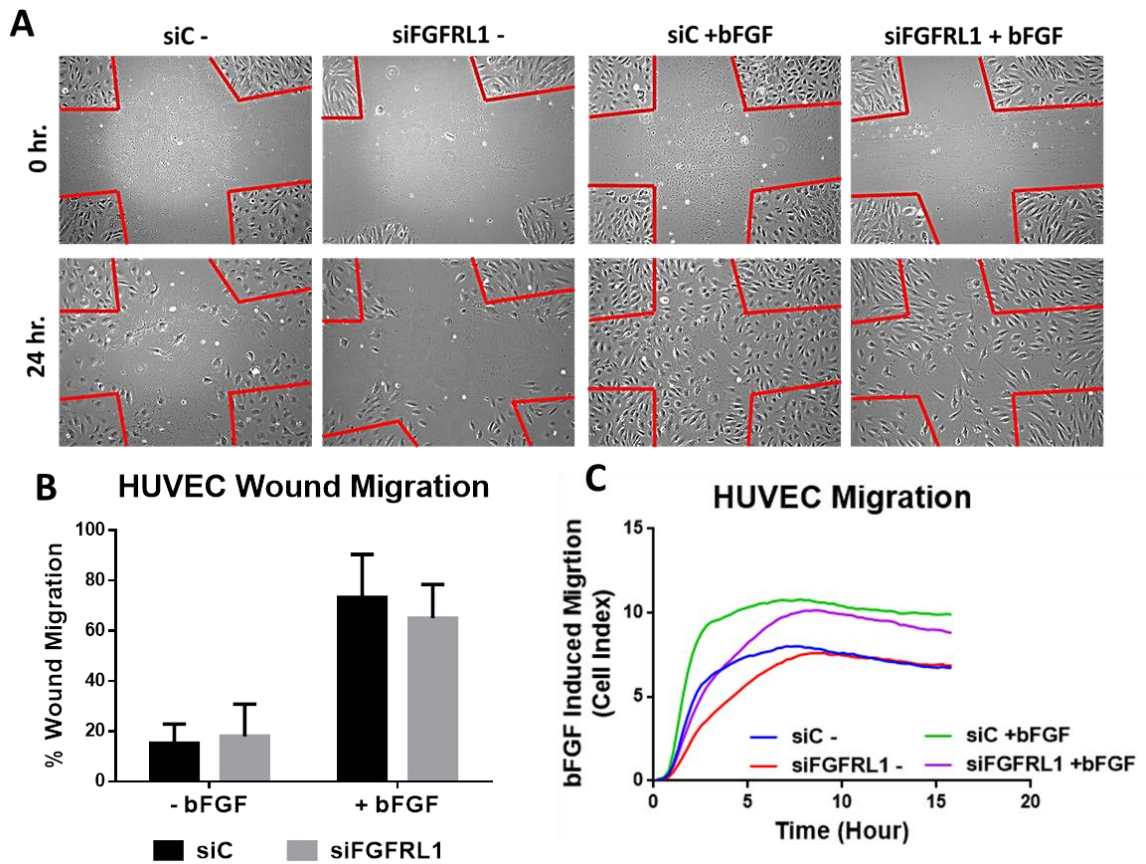 A
siC -
siFGFRL1 -
siC +bFGF
siFGFRL1 + bFGF
0 hr.
24 hr.
B
HUVEC Wound Migration
% Wound Migration
100
80
60
40
20
0
- bFGF
+ bFGF
siC
siFGFRL1
C
HUVEC Migration
bFGF Induced Migrtion
(Cell Index)
15
10
5
0
siC -
siC +bFGF
siFGFRL1 -
siFGFRL1 +bFGF
0
5
10
15
20
Time (Hour)